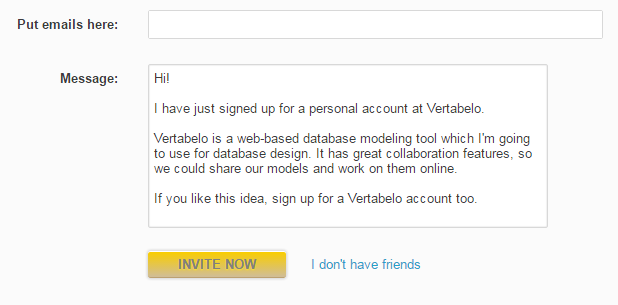 Put emails here:
Message:
Hi!
I have just signed up for a personal account at Vertabelo.
Vertabelo is a web-based database modeling tool which I'm going
to use for database design. It has great collaboration features, so
we could share our models and work on them online.
If you like this idea, sign up for a Vertabelo account too.
INVITE NOW
I don't have friends